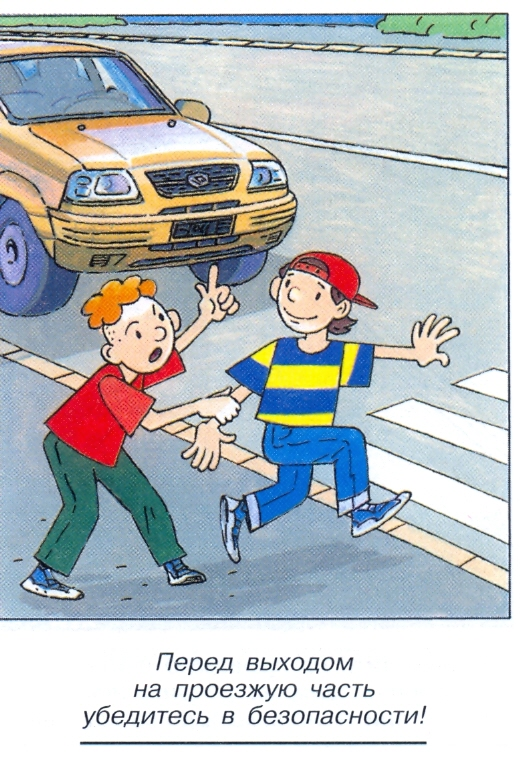 Перед выходом
на проезжую часть
убедитесь в безопасности!